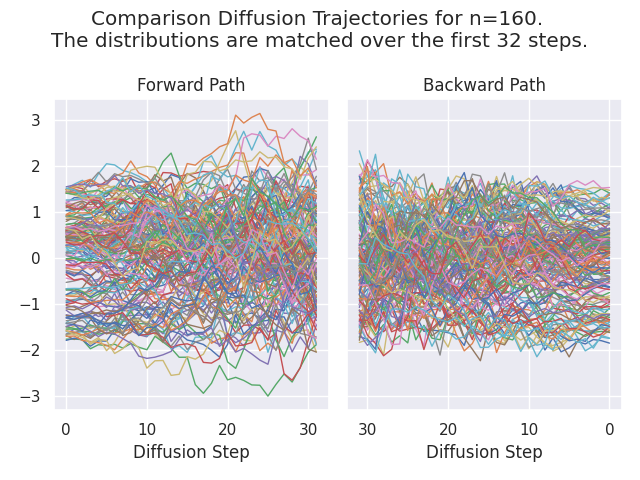 Comparison Diffusion Trajectories for n=160.
The distributions are matched over the first 32 steps.
Forward Path
Backward Path
3
2
1
0
−1
−2
−3
0 10 20 30
30 20 10 0
Diffusion Step
Diffusion Step